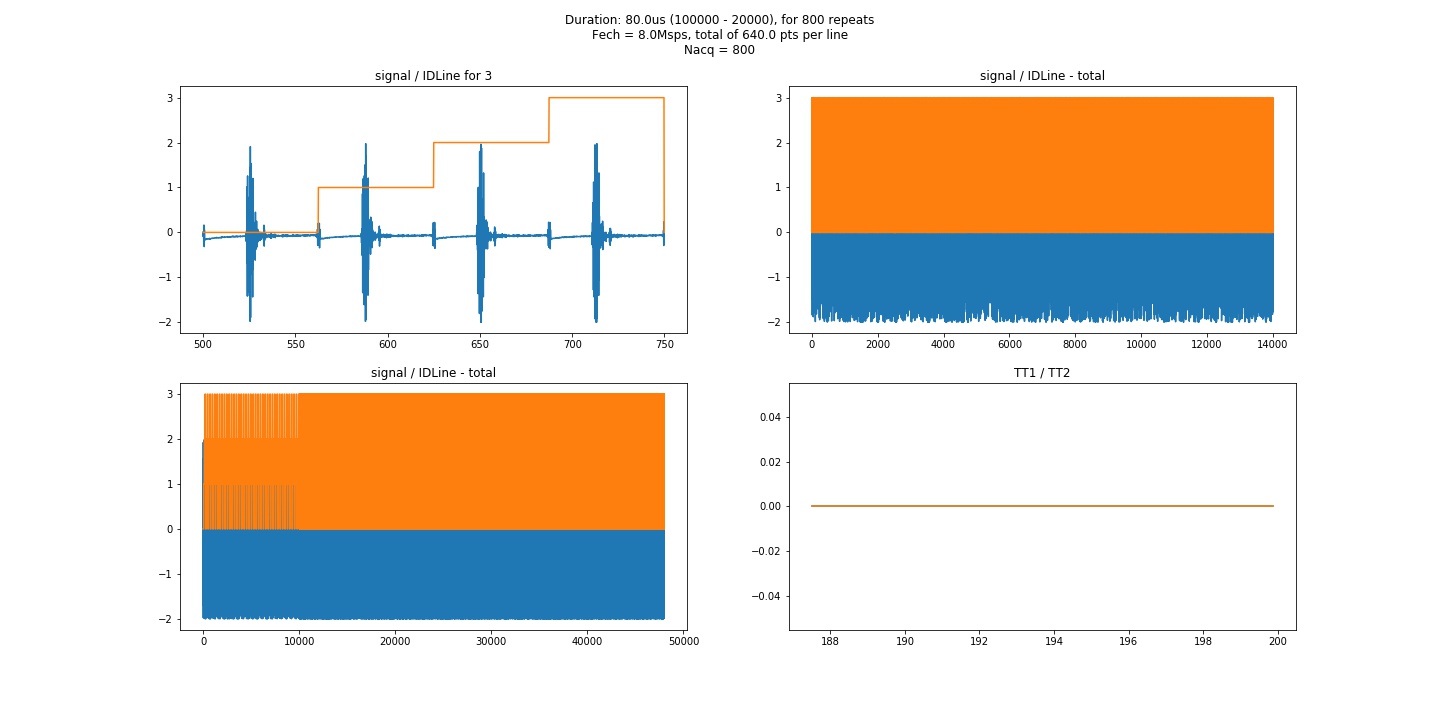 Duration: 80.0us (100000 - 20000), for 800 repeats
Fech = 8.0Msps, total of 640.0 pts per line
Nacq = 800
signal / IDLine for 3
3
2
1
0
−1
−2
500 550 600 650 700 750
signal / IDLine - total
3
2
1
0
−1
−2
0 2000 4000 6000 8000 10000 12000 14000
signal / IDLine - total
3
2
1
0
−1
−2
0 10000 20000 30000 40000 50000
TT1 / TT2
0.04
0.02
0.00
−0.02
−0.04
188 190 192 194 196 198 200